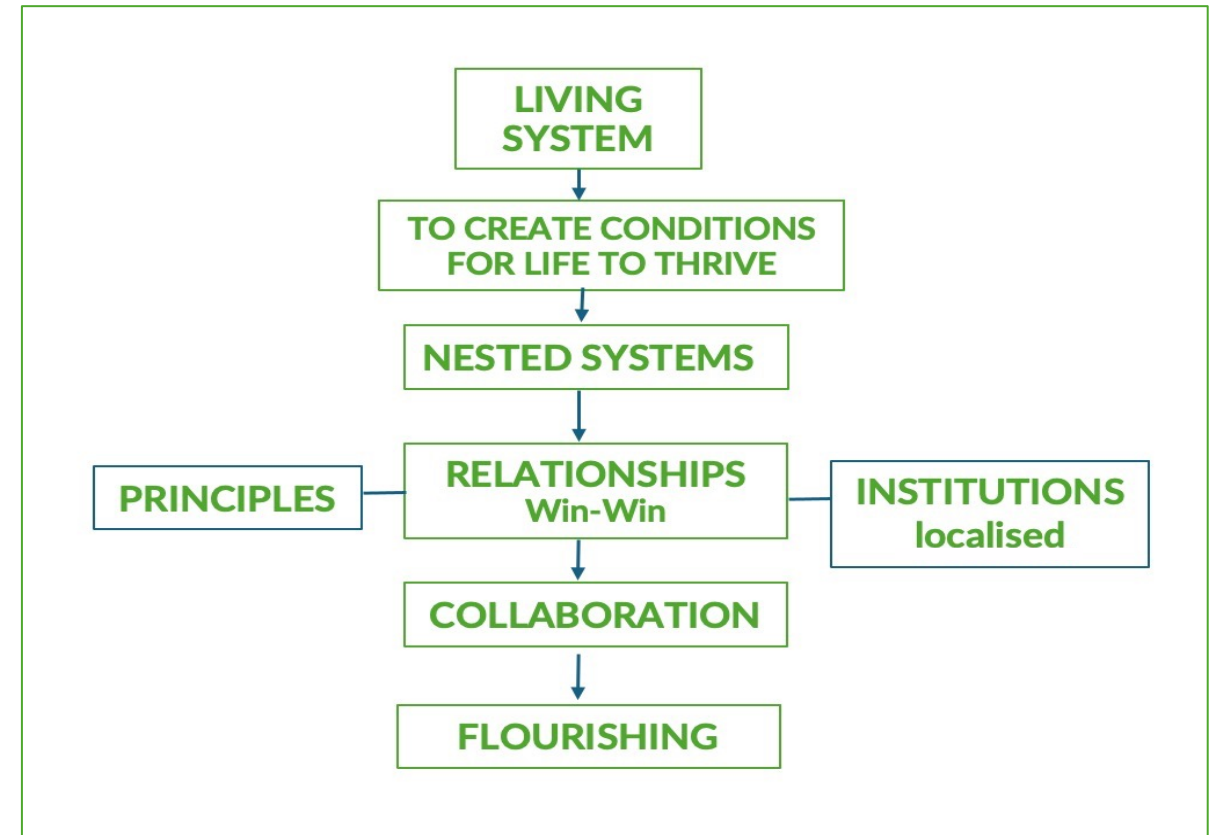 LIVING
SYSTEM
TO CREATE CONDITIONS
FOR LIFE TO THRIVE
NESTED SYSTEMS
PRINCIPLES
RELATIONSHIPS
Win-Win
INSTITUTIONS
localised
COLLABORATION
FLOURISHING